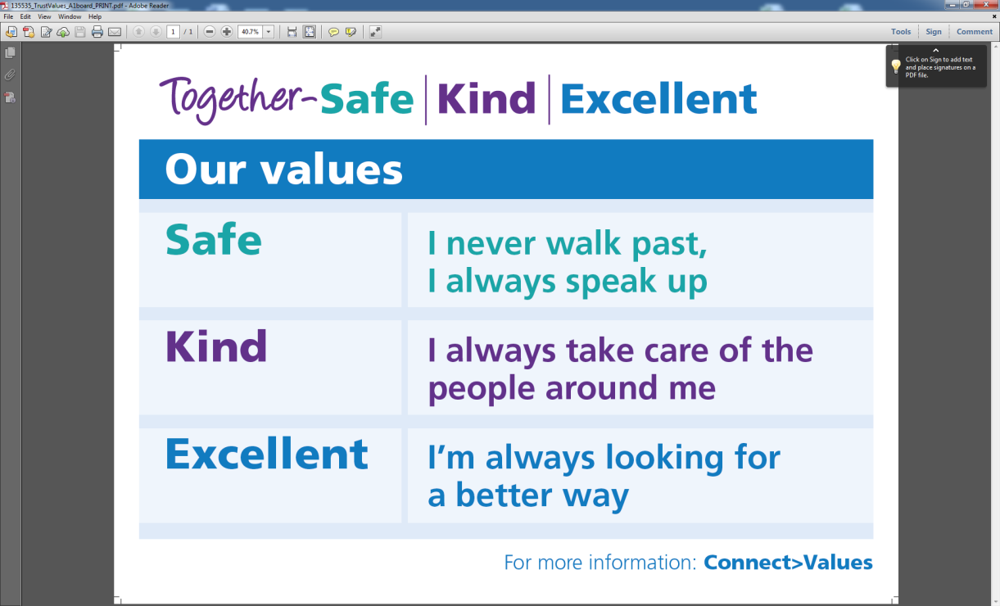 135535_TrustValues_A1board_PRINT.pdf - Adobe Reader
File Edit View Window Help
1 / 1 40.7% Tools Sign Comment
Click on Sign to add text
and place signatures on a
PDF file.
Together-Safe Kind Excellent
Our values
Safe
I never walk past,
I always speak up
Kind
I always take care of the
people around me
Excellent
I'm always looking for
a better way
For more information: Connect>Values